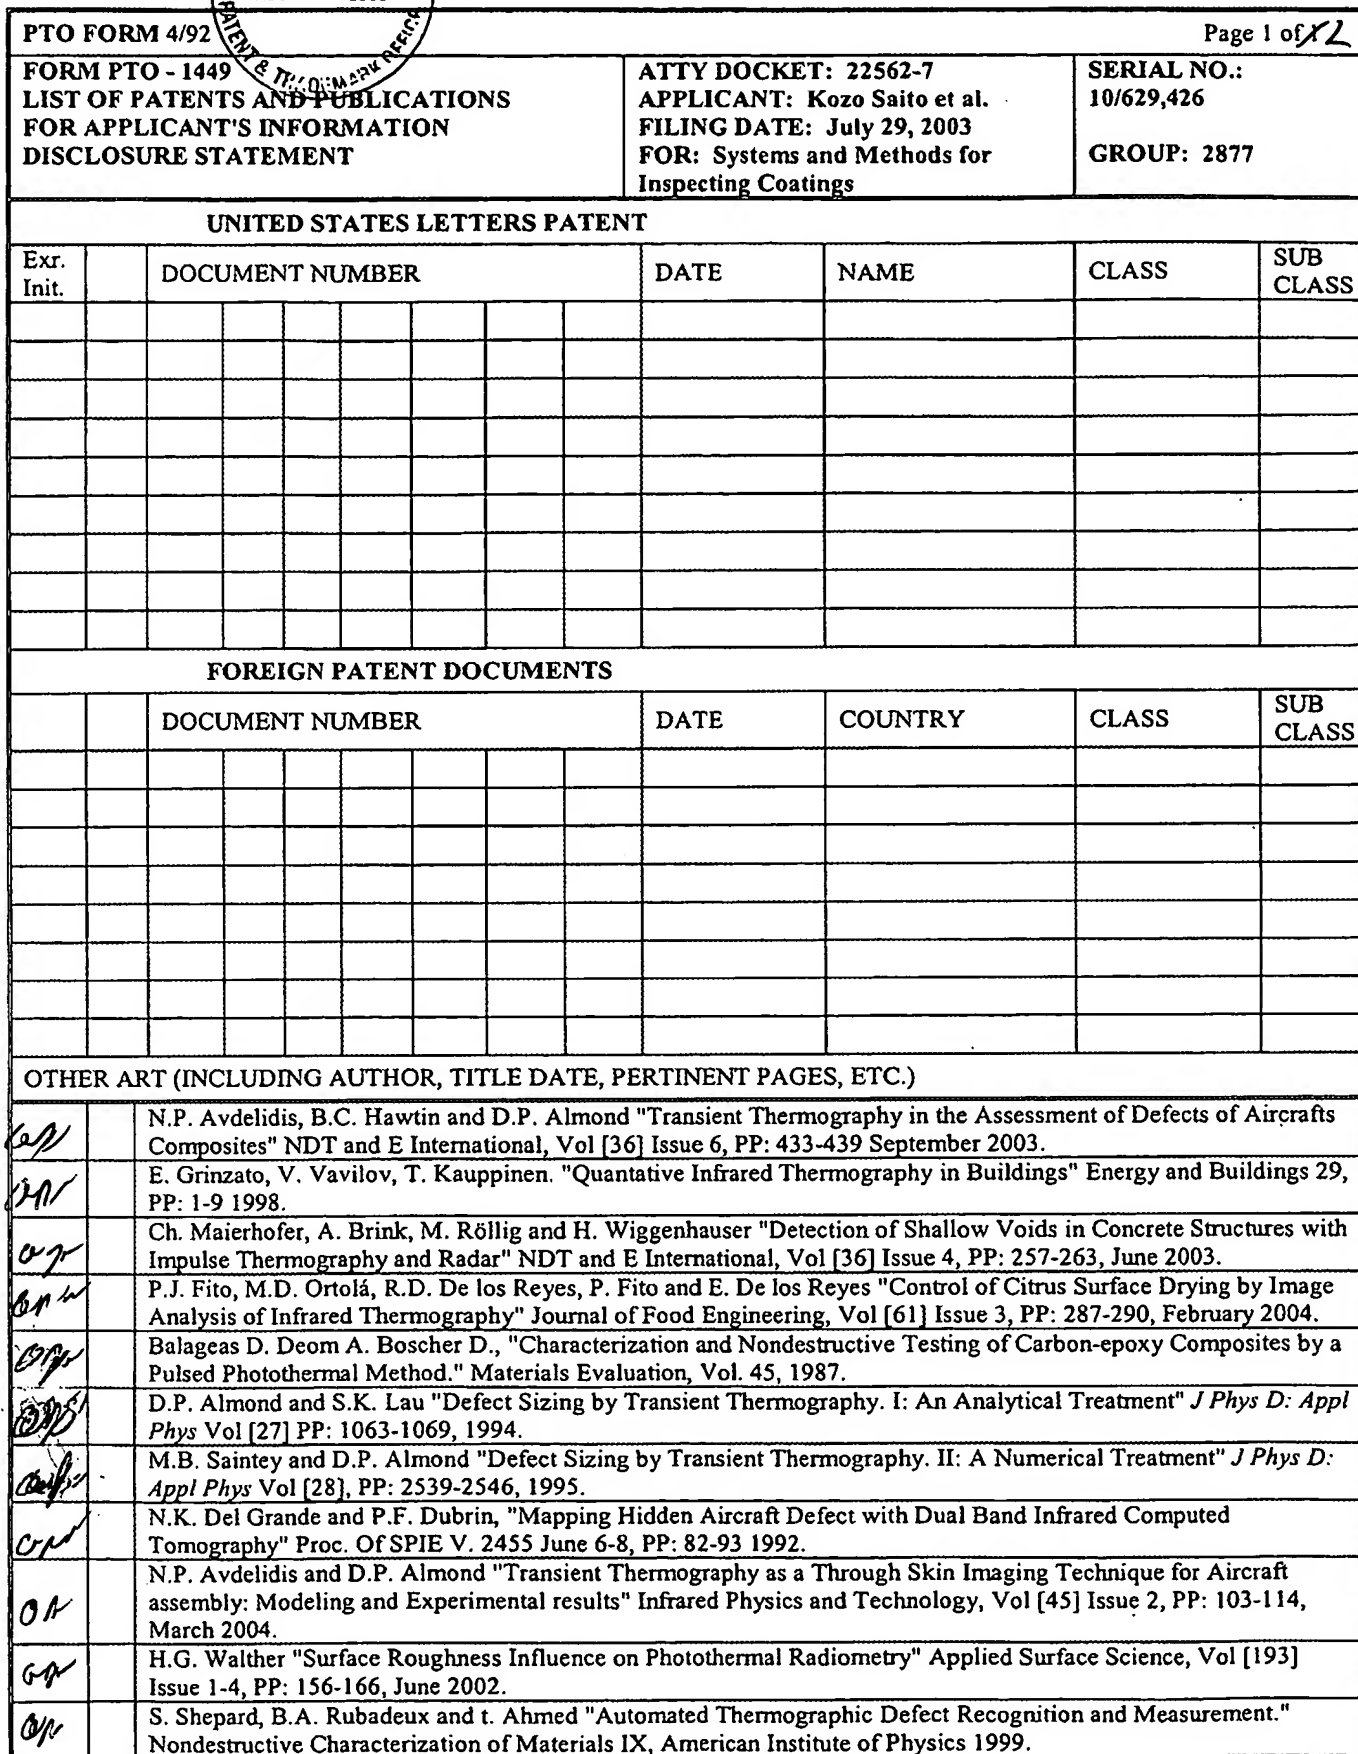 PATENT & TRADEMARK OFFICE
PTO FORM 4/92
Page 1 of
FORM PTO - 1449
LIST OF PATENTS AND PUBLICATIONS
FOR APPLICANT'S INFORMATION
DISCLOSURE STATEMENT
ATTY DOCKET: 22562-7
APPLICANT: Kozo Saito et al.
FILING DATE: July 29, 2003
FOR: Systems and Methods for
Inspecting Coatings
SERIAL NO.:
10/629,426
GROUP: 2877
UNITED STATES LETTERS PATENT
Exr.
Init.
DOCUMENT NUMBER
DATE
NAME
CLASS
SUB
CLASS
FOREIGN PATENT DOCUMENTS
DOCUMENT NUMBER
DATE
COUNTRY
CLASS
SUB
CLASS
OTHER ART (INCLUDING AUTHOR, TITLE DATE, PERTINENT PAGES, ETC.)
N.P. Avdelidis, B.C. Hawtin and D.P. Almond "Transient Thermography in the Assessment of Defects of Aircrafts
Composites" NDT and E International, Vol [36] Issue 6, PP: 433-439 September 2003.
E. Grinzato, V. Vavilov, T. Kauppinen. "Quantative Infrared Thermography in Buildings" Energy and Buildings 29,
PP: 1-9 1998.
Ch. Maierhofer, A. Brink, M. Röllig and H. Wiggenhauser "Detection of Shallow Voids in Concrete Structures with
Impulse Thermography and Radar" NDT and E International, Vol [36] Issue 4, PP: 257-263, June 2003.
P.J. Fito, M.D. Ortolá, R.D. De los Reyes, P. Fito and E. De los Reyes "Control of Citrus Surface Drying by Image
Analysis of Infrared Thermography" Journal of Food Engineering, Vol [61] Issue 3, PP: 287-290, February 2004.
Balageas D. Deom A. Boscher D., "Characterization and Nondestructive Testing of Carbon-epoxy Composites by a
Pulsed Photothermal Method." Materials Evaluation, Vol. 45, 1987.
D.P. Almond and S.K. Lau "Defect Sizing by Transient Thermography. I: An Analytical Treatment" J Phys D: Appl
Phys Vol [27] PP: 1063-1069, 1994.
M.B. Saintey and D.P. Almond "Defect Sizing by Transient Thermography. II: A Numerical Treatment" J Phys D:
Appl Phys Vol [28], PP: 2539-2546, 1995.
N.K. Del Grande and P.F. Dubrin, "Mapping Hidden Aircraft Defect with Dual Band Infrared Computed
Tomography" Proc. Of SPIE V. 2455 June 6-8, PP: 82-93 1992.
N.P. Avdelidis and D.P. Almond "Transient Thermography as a Through Skin Imaging Technique for Aircraft
assembly: Modeling and Experimental results" Infrared Physics and Technology, Vol [45] Issue 2, PP: 103-114,
March 2004.
H.G. Walther "Surface Roughness Influence on Photothermal Radiometry" Applied Surface Science, Vol [193]
Issue 1-4, PP: 156-166, June 2002.
S. Shepard, B.A. Rubadeux and t. Ahmed "Automated Thermographic Defect Recognition and Measurement."
Nondestructive Characterization of Materials IX, American Institute of Physics 1999.